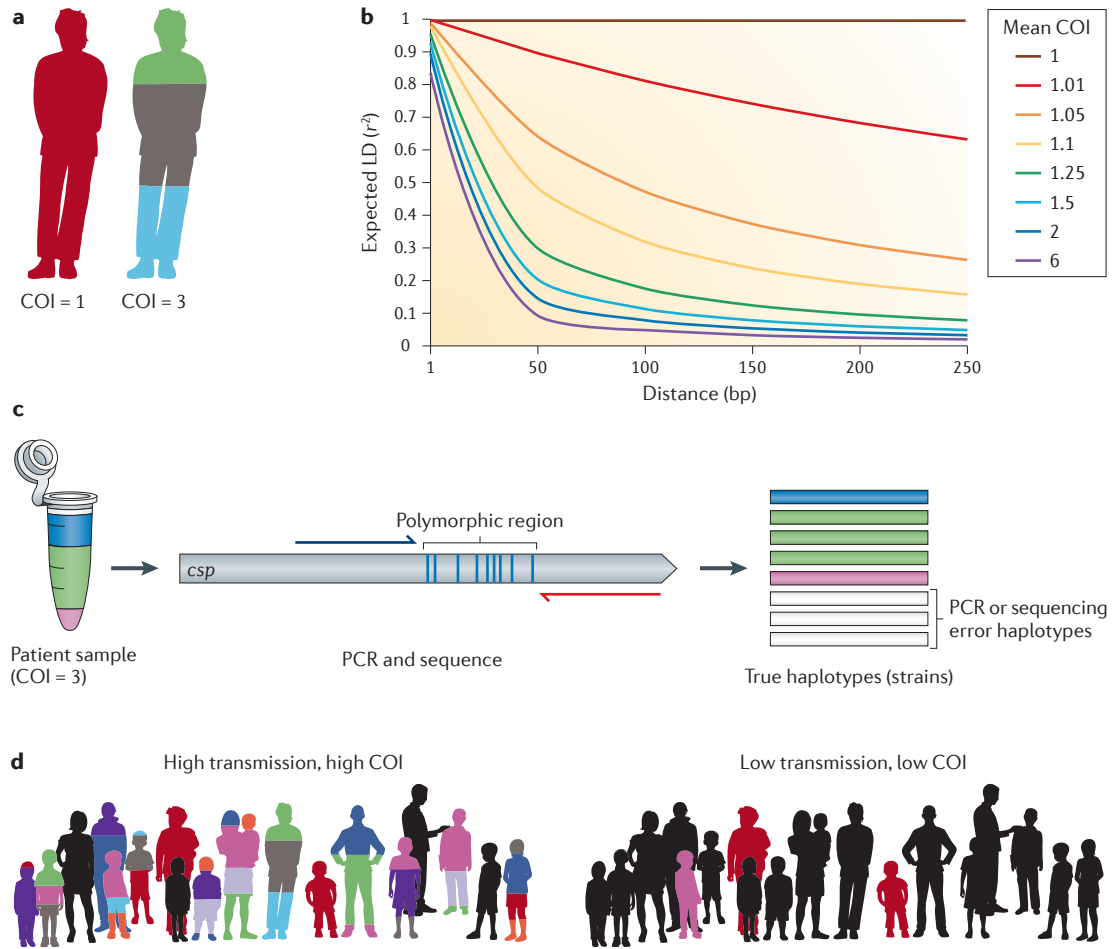 a
COI = 1
COI = 3
b
1
0.9
0.8
0.7
0.6
0.5
0.4
0.3
0.2
0.1
0
Expected LD (r²)
1
50
100
150
200
250
Distance (bp)
Mean COI
1
1.01
1.05
1.1
1.25
1.5
2
6
c
Patient sample
(COI = 3)
csp
Polymorphic region
PCR and sequence
PCR or sequencing
error haplotypes
True haplotypes (strains)
d
High transmission, high COI
Low transmission, low COI